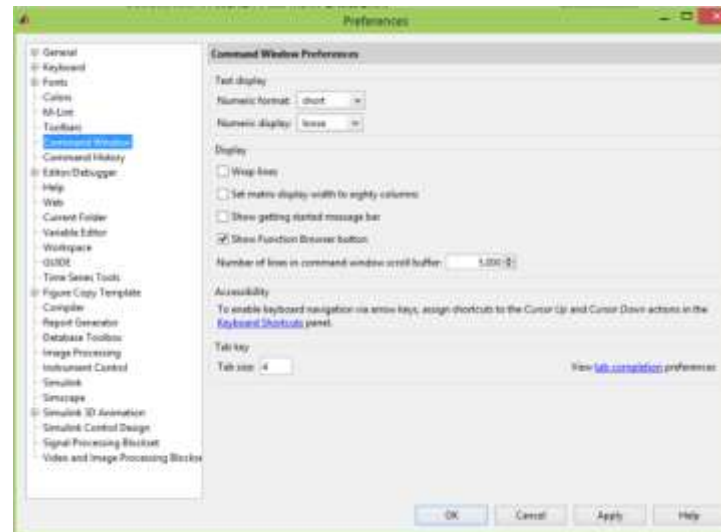 Preferences
General
Keyboard
Fonts
Colors
M-Lint
Toolbars
Command Window
Command History
Editor/Debugger
Help
Web
Current Folder
Variable Editor
Workspace
GUIDE
Time Series Tools
Figure Copy Template
Compiler
Report Generator
Database Toolbox
Image Processing
Instrument Control
Simulink
Simscape
Simulink 3D Animation
Simulink Control Design
Signal Processing Blockset
Video and Image Processing Blockse
Command Window Preferences
Text display
Numeric format: short
Numeric display: loose
Display
Wrap lines
Set matrix display width to eighty columns
Show getting started message bar
Show Function Browser button
Number of lines in command window scroll buffer: 5,000
Accessibility
To enable keyboard navigation via arrow keys, assign shortcuts to the Cursor Up and Cursor Down actions in the
Keyboard Shortcuts panel.
Tab key
Tab size: 4
View tab completion preferences
OK Cancel Apply Help